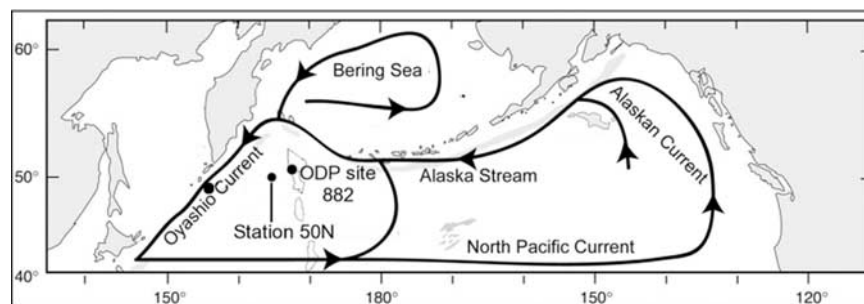 60°
Bering Sea
Alaskan Current
50°
Oyashio Current
ODP site
882
Alaska Stream
Station 50N
North Pacific Current
40°
150°
180°
150°
120°